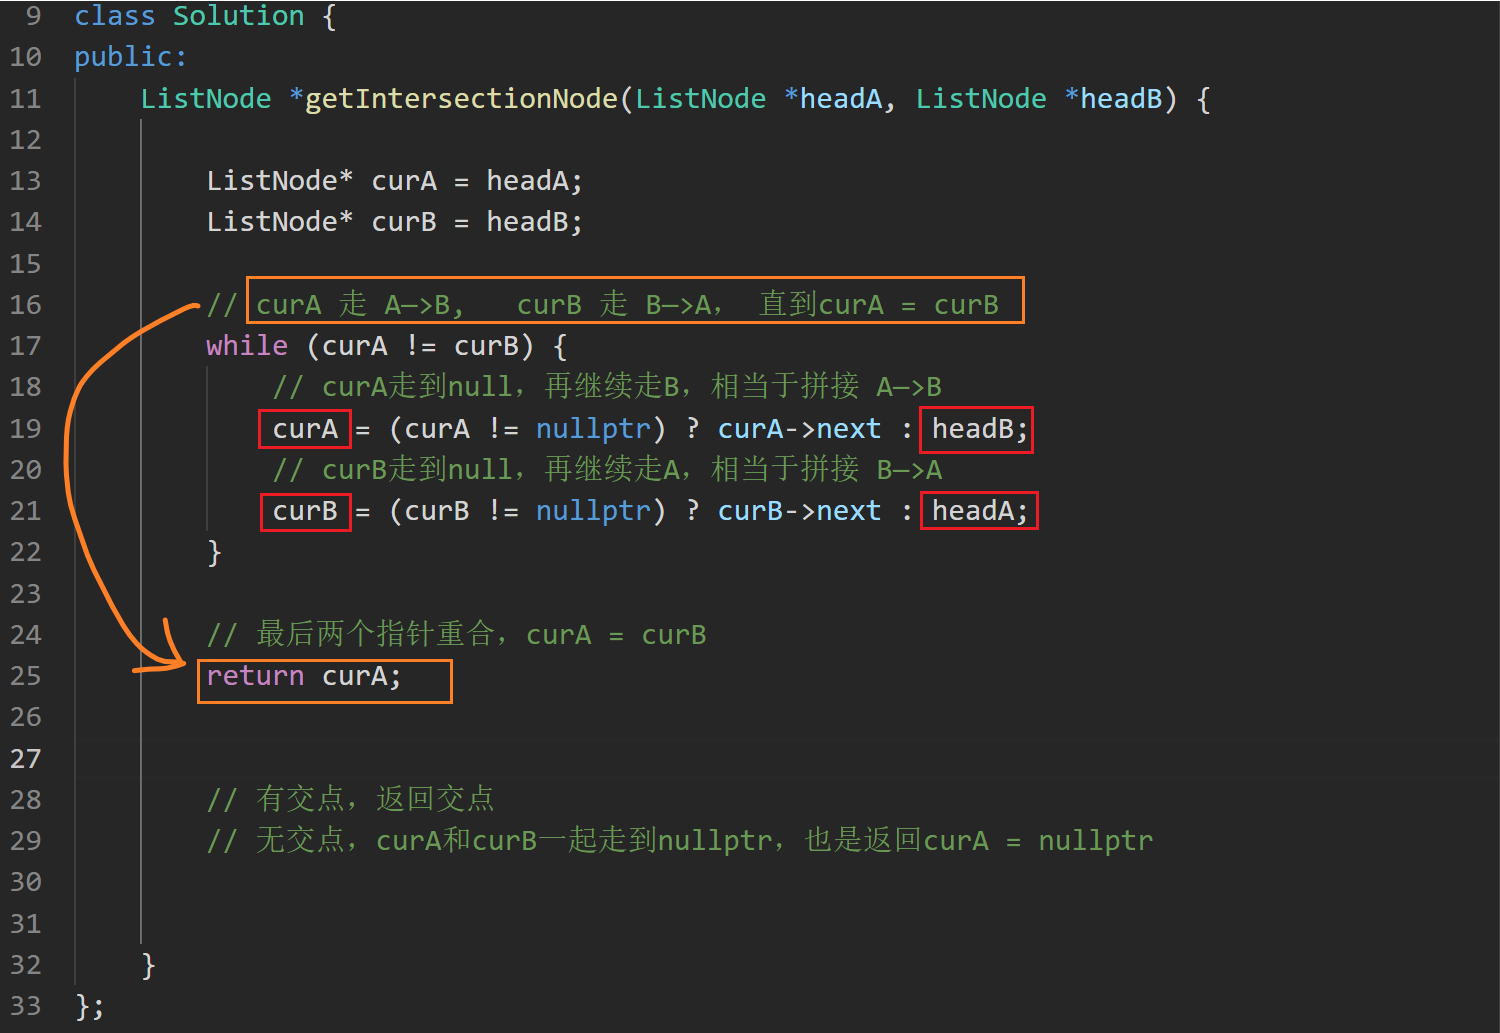 9 class Solution {
10 public:
11 ListNode *getIntersectionNode(ListNode *headA, ListNode *headB) {
12
13 ListNode* curA = headA;
14 ListNode* curB = headB;
15
16 // curA 走 A—>B, curB 走 B—>A， 直到curA = curB
17 while (curA != curB) {
18 // curA走到null，再继续走B，相当于拼接 A—>B
19 curA = (curA != nullptr) ? curA->next : headB;
20 // curB走到null，再继续走A，相当于拼接 B—>A
21 curB = (curB != nullptr) ? curB->next : headA;
22 }
23
24 // 最后两个指针重合，curA = curB
25 return curA;
26
27
28 // 有交点，返回交点
29 // 无交点，curA和curB一起走到nullptr，也是返回curA = nullptr
30
31
32 }
33 };